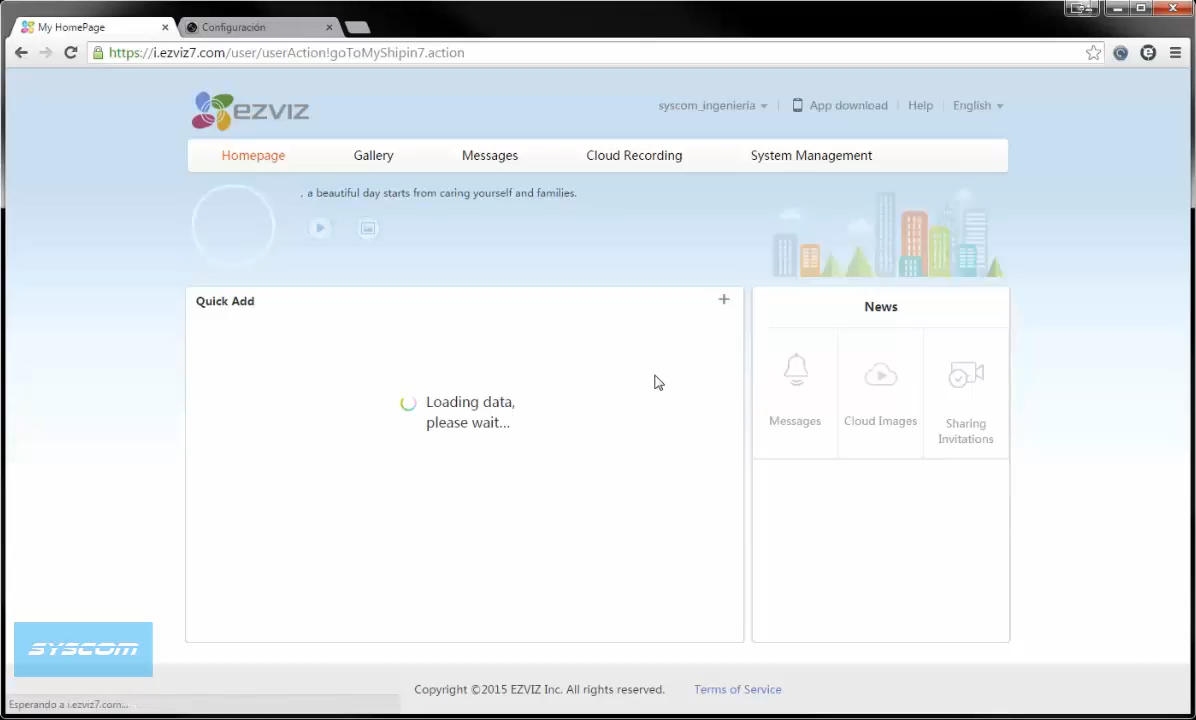 My HomePage
Configuración
https://i.ezviz7.com/user/userAction!goToMyShipin7.action
ezviz
syscom_ingenieria
App download
Help
English
Homepage
Gallery
Messages
Cloud Recording
System Management
. a beautiful day starts from caring yourself and families.
Quick Add
News
Loading data,
please wait...
Messages
Cloud Images
Sharing
Invitations
SYSCOM
Copyright ©2015 EZVIZ Inc. All rights reserved.
Terms of Service
Esperando a i.ezviz7.com...